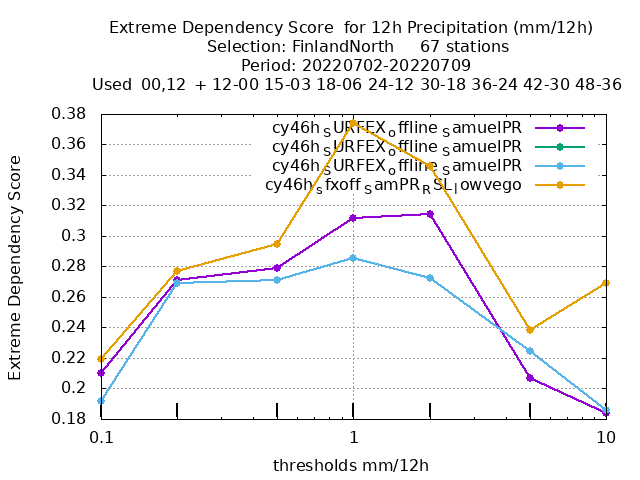 Extreme Dependency Score  for 12h Precipitation (mm/12h)
Selection: FinlandNorth     67 stations
Period: 20220702-20220709
Used  00,12  + 12-00 15-03 18-06 24-12 30-18 36-24 42-30 48-36
cy46h_SURFEX_offline_SamuelPR
cy46h_SURFEX_offline_SamuelPR
cy46h_SURFEX_offline_SamuelPR
cy46h_sfxoff_SamPR_RSL_lowvego
Extreme Dependency Score
0.38
0.36
0.34
0.32
0.3
0.28
0.26
0.24
0.22
0.2
0.18
0.1
1
10
thresholds mm/12h